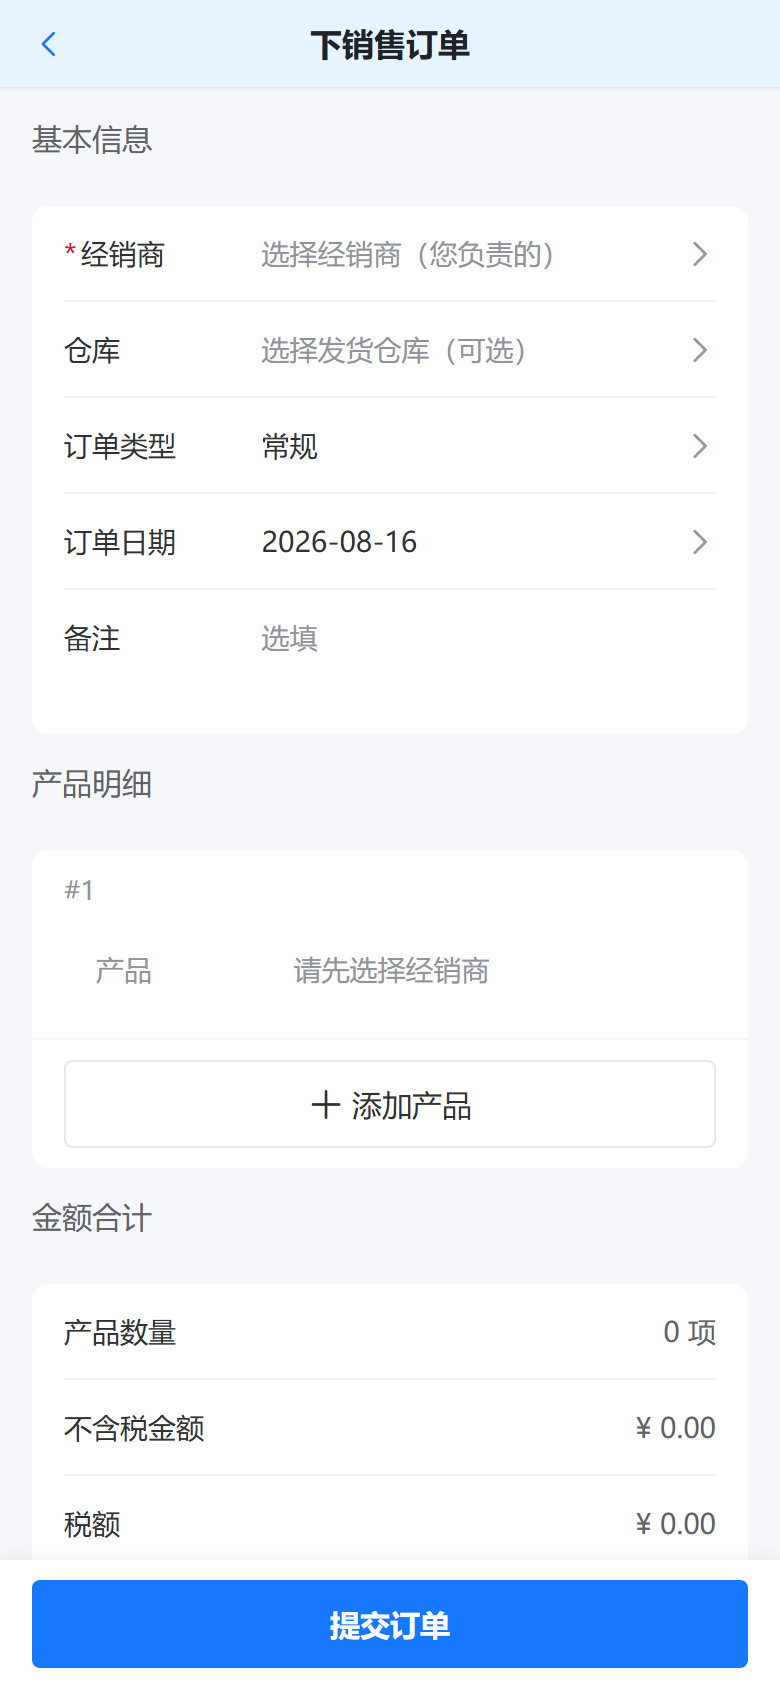 下销售订单
基本信息
*经销商 选择经销商（您负责的）
仓库 选择发货仓库（可选）
订单类型 常规
订单日期 2026-08-16
备注 选填
产品明细
#1
产品 请先选择经销商
添加产品
金额合计
产品数量 0 项
不含税金额 ¥ 0.00
税额 ¥ 0.00
提交订单